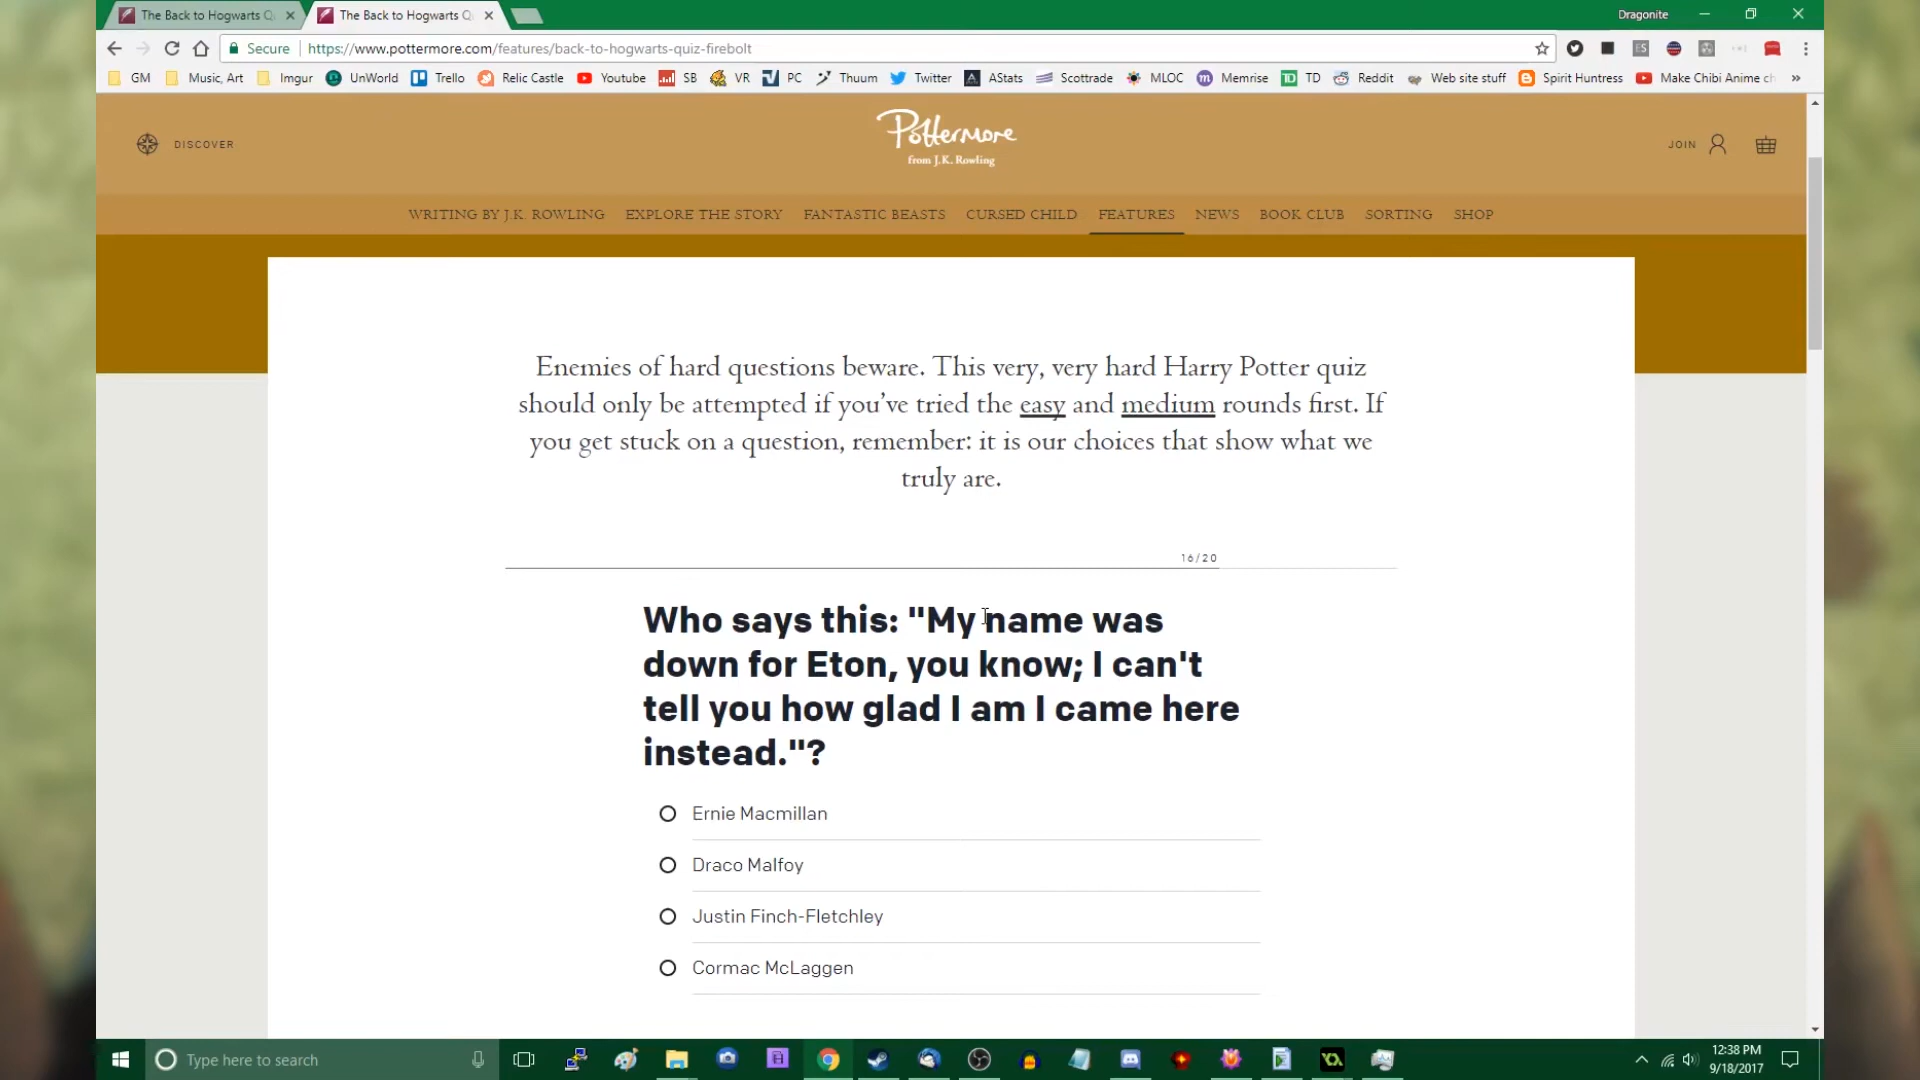 The Back to Hogwarts Q
The Back to Hogwarts Q
Dragonite
Secure
https://www.pottermore.com/features/back-to-hogwarts-quiz-firebolt
GM
Music, Art
Imgur
UnWorld
Trello
Relic Castle
Youtube
SB
VR
PC
Thuum
Twitter
AStats
Scottrade
MLOC
Memrise
TD
Reddit
Web site stuff
Spirit Huntress
Make Chibi Anime ch
DISCOVER
Pottermore
from J.K. Rowling
JOIN
WRITING BY J.K. ROWLING
EXPLORE THE STORY
FANTASTIC BEASTS
CURSED CHILD
FEATURES
NEWS
BOOK CLUB
SORTING
SHOP
Enemies of hard questions beware. This very, very hard Harry Potter quiz
should only be attempted if you've tried the easy and medium rounds first. If
you get stuck on a question, remember: it is our choices that show what we
truly are.
16/20
Who says this: "My name was
down for Eton, you know; I can't
tell you how glad I am I came here
instead."?
Ernie Macmillan
Draco Malfoy
Justin Finch-Fletchley
Cormac McLaggen
Type here to search
12:38 PM
9/18/2017